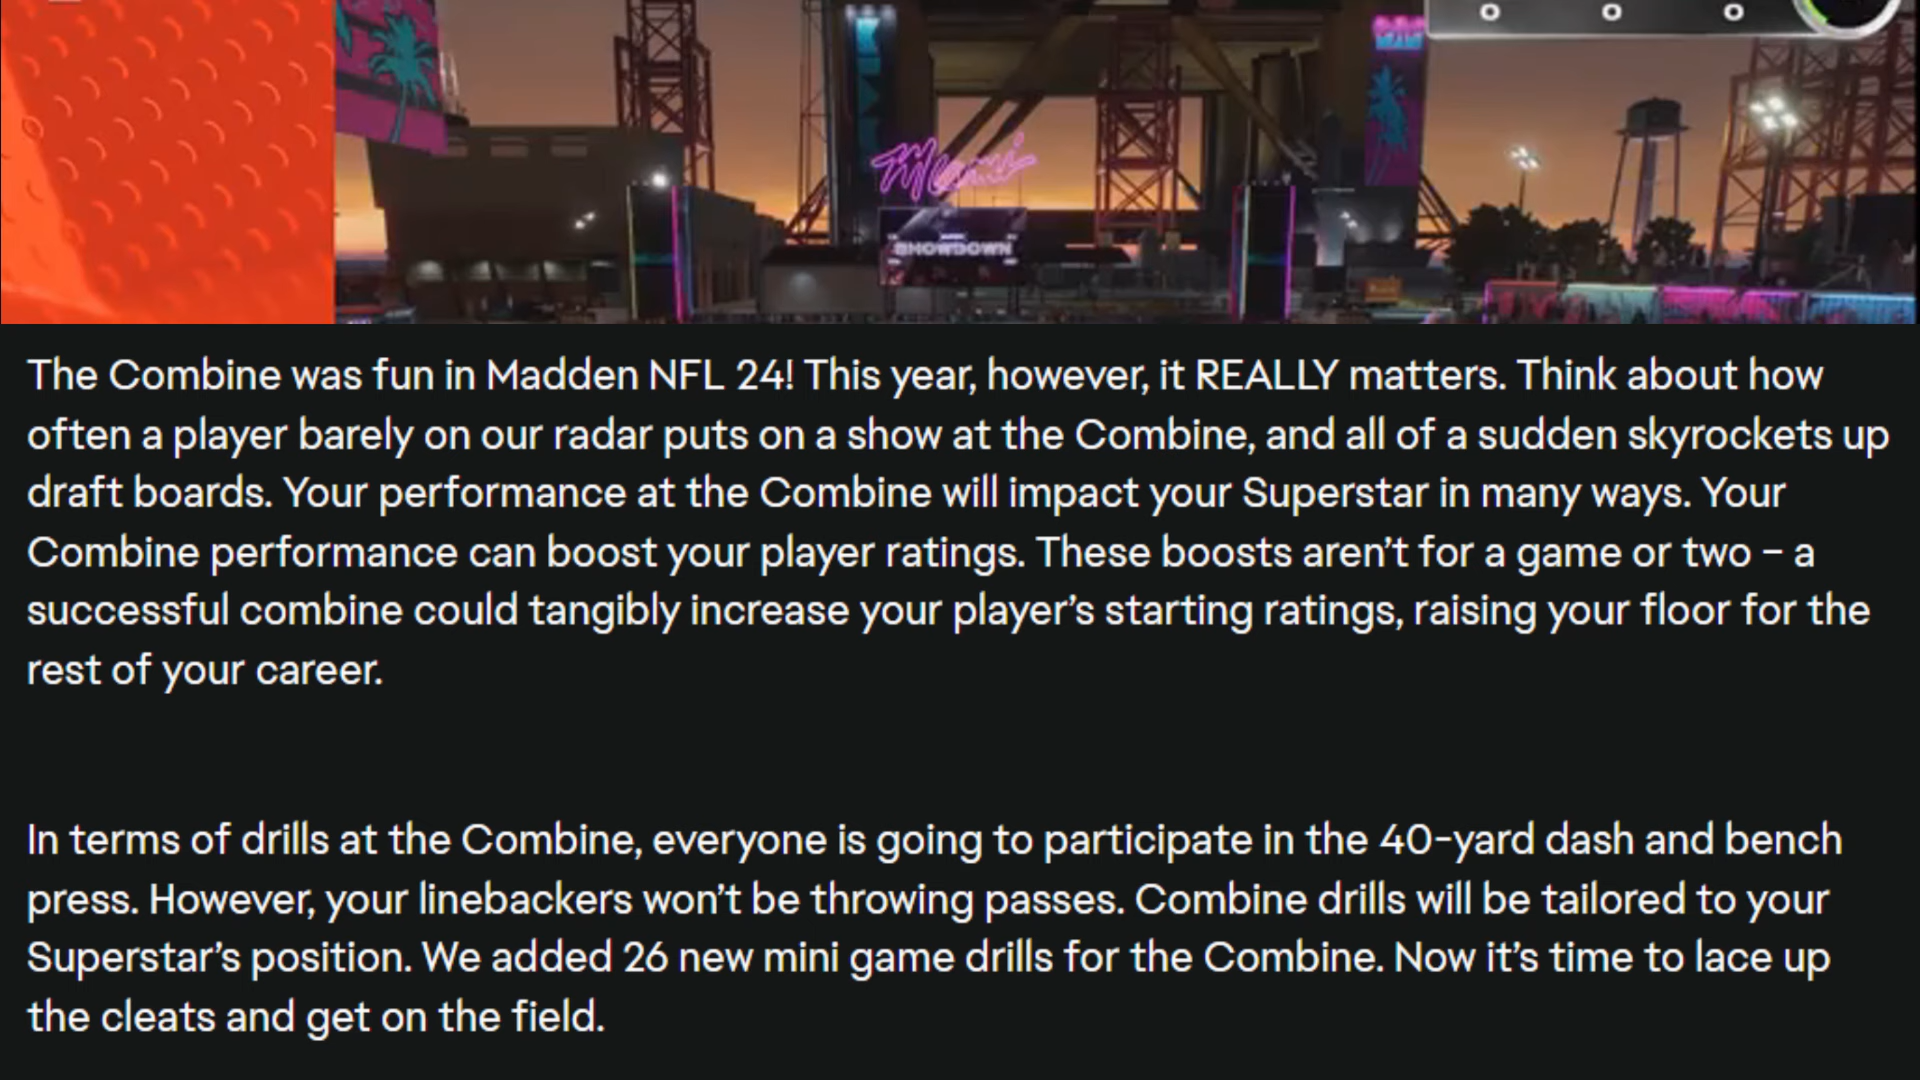 Miami
SHOWDOWN
The Combine was fun in Madden NFL 24! This year, however, it REALLY matters. Think about how
often a player barely on our radar puts on a show at the Combine, and all of a sudden skyrockets up
draft boards. Your performance at the Combine will impact your Superstar in many ways. Your
Combine performance can boost your player ratings. These boosts aren’t for a game or two – a
successful combine could tangibly increase your player’s starting ratings, raising your floor for the
rest of your career.
In terms of drills at the Combine, everyone is going to participate in the 40-yard dash and bench
press. However, your linebackers won’t be throwing passes. Combine drills will be tailored to your
Superstar’s position. We added 26 new mini game drills for the Combine. Now it’s time to lace up
the cleats and get on the field.